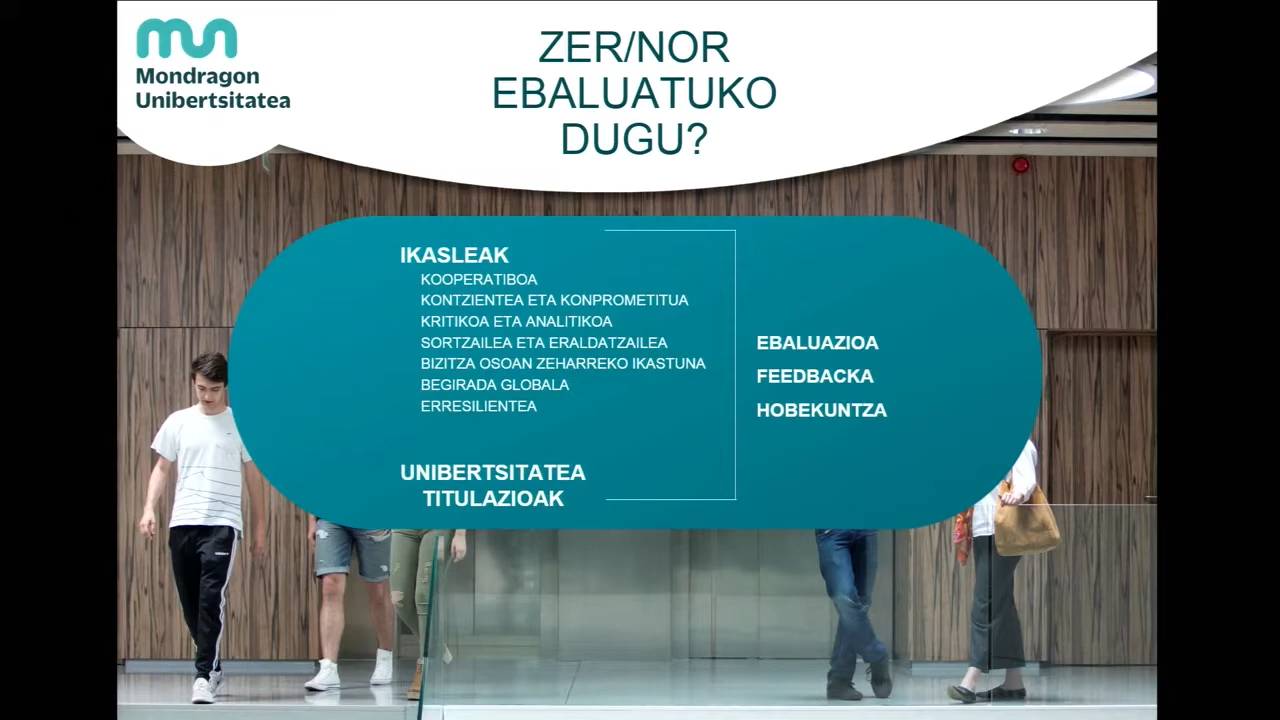 Mondragon
Unibertsitatea
ZER/NOR
EBALUATUKO
DUGU?
IKASLEAK
KOOPERATIBOA
KONTZIENTEA ETA KONPROMETITUA
KRITIKOA ETA ANALITIKOA
SORTZAILEA ETA ERALDATZAILEA
BIZITZA OSOAN ZEHARREKO IKASTUNA
BEGIRADA GLOBALA
ERRESILIENTEA
UNIBERTSITATEA
TITULAZIOAK
EBALUAZIOA
FEEDBACKA
HOBEKUNTZA